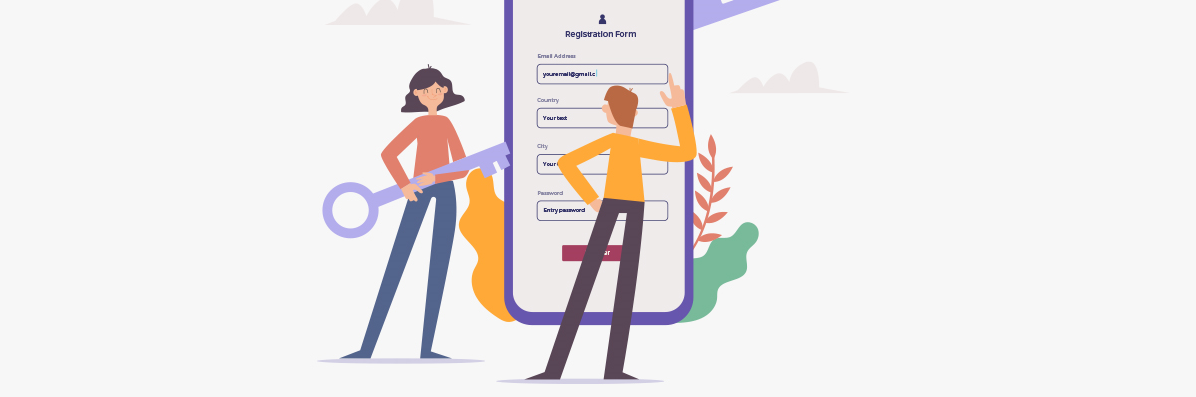 Registration Form
Email Address
youremail@gmail.c
Country
Your text
City
Your
Password
Entry password